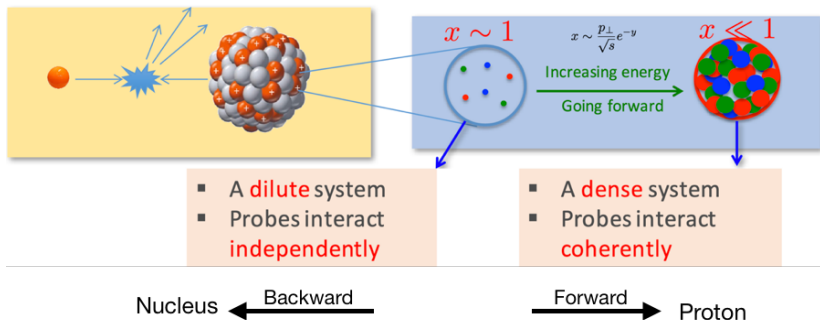 x ∼ 1
x ∼ p⊥/√s e^{-y}
x ≪ 1
Increasing energy
Going forward
▪ A dilute system
▪ Probes interact
independently
▪ A dense system
▪ Probes interact
coherently
Nucleus Backward Forward Proton